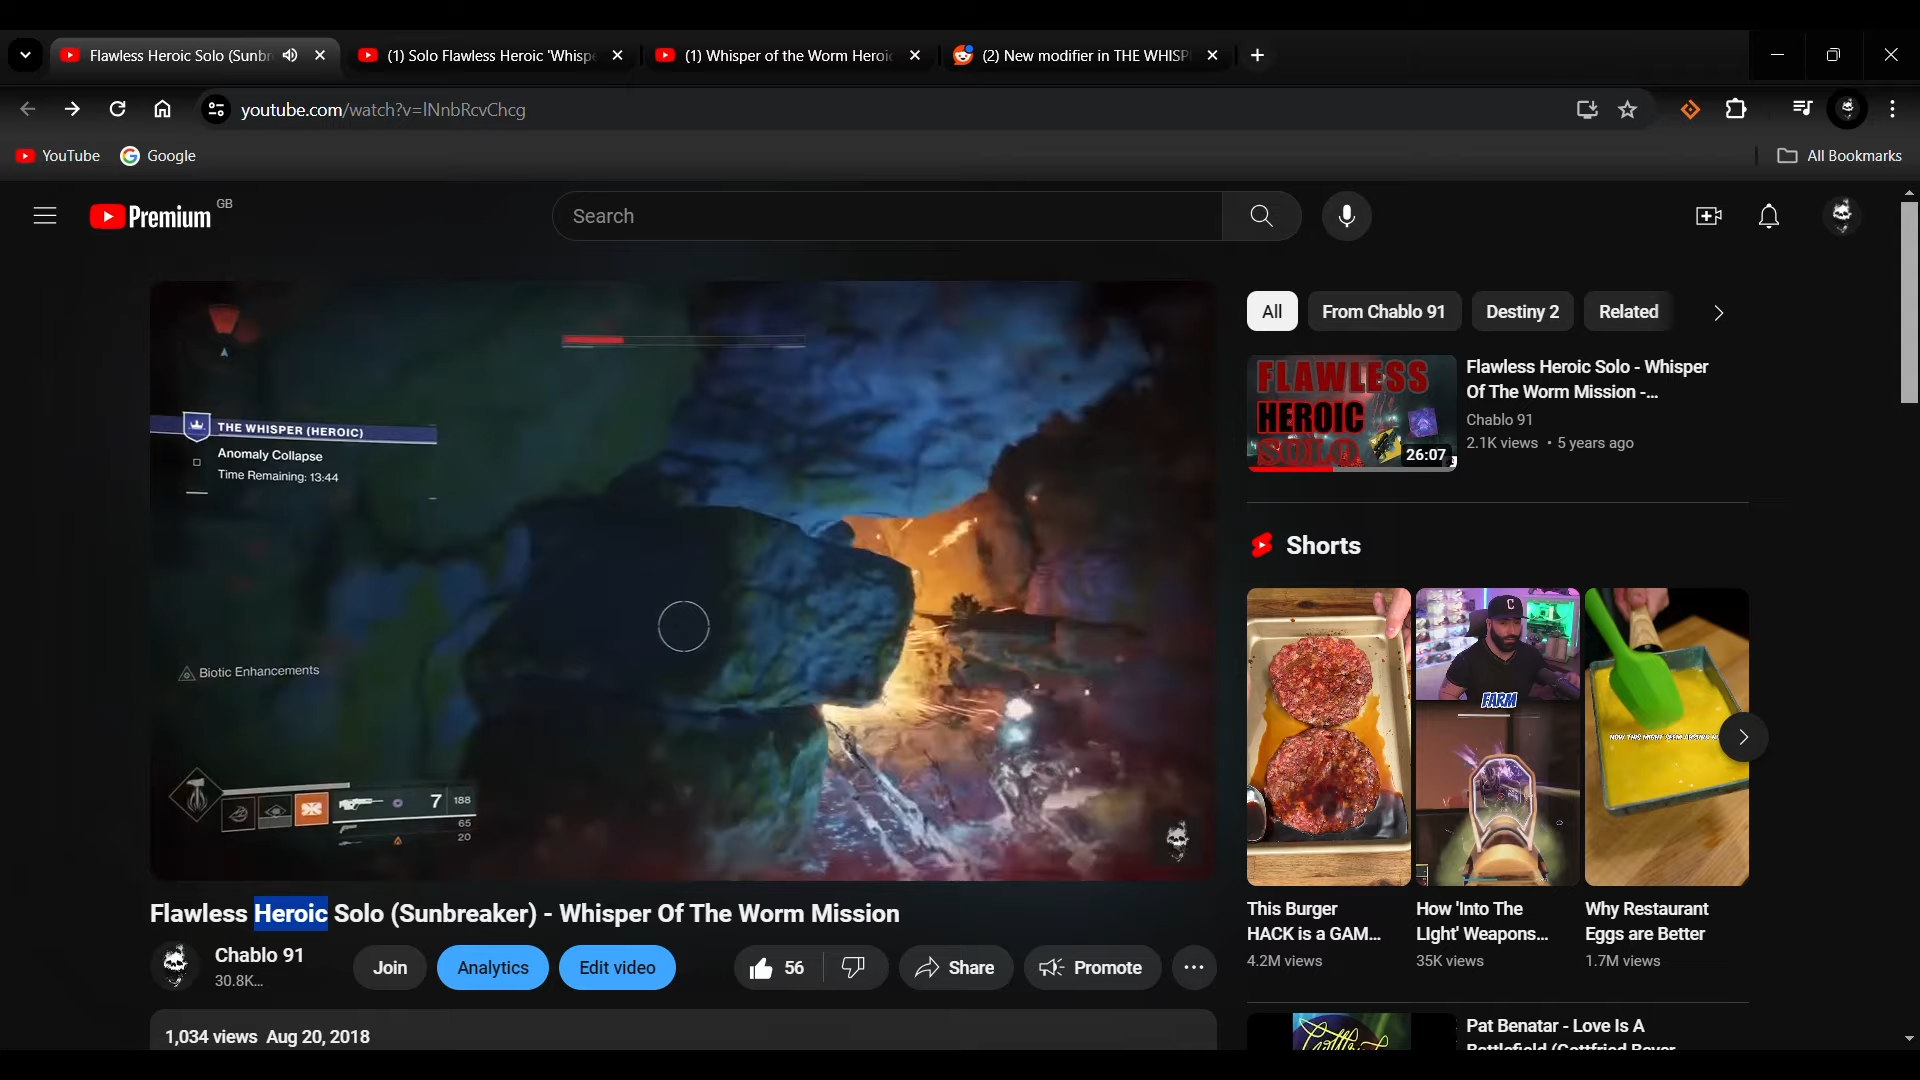 Flawless Heroic Solo (Sunbr
(1) Solo Flawless Heroic 'Whisp
(1) Whisper of the Worm Heroic
(2) New modifier in THE WHISP
youtube.com/watch?v=lNnbRcvChcg
YouTube
Google
All Bookmarks
Premium GB
Search
THE WHISPER (HEROIC)
Anomaly Collapse
Time Remaining: 13:44
Biotic Enhancements
7 188
65
20
Flawless Heroic Solo (Sunbreaker) - Whisper Of The Worm Mission
Chablo 91
30.8K...
Join
Analytics
Edit video
56
Share
Promote
1,034 views Aug 20, 2018
All
From Chablo 91
Destiny 2
Related
FLAWLESS
HEROIC
SOLO
26:07
Flawless Heroic Solo - Whisper
Of The Worm Mission -...
Chablo 91
2.1K views • 5 years ago
Shorts
C
FARM
This Burger
HACK is a GAM...
4.2M views
How 'Into The
LIght' Weapons...
35K views
Why Restaurant
Eggs are Better
1.7M views
Pat Benatar - Love Is A